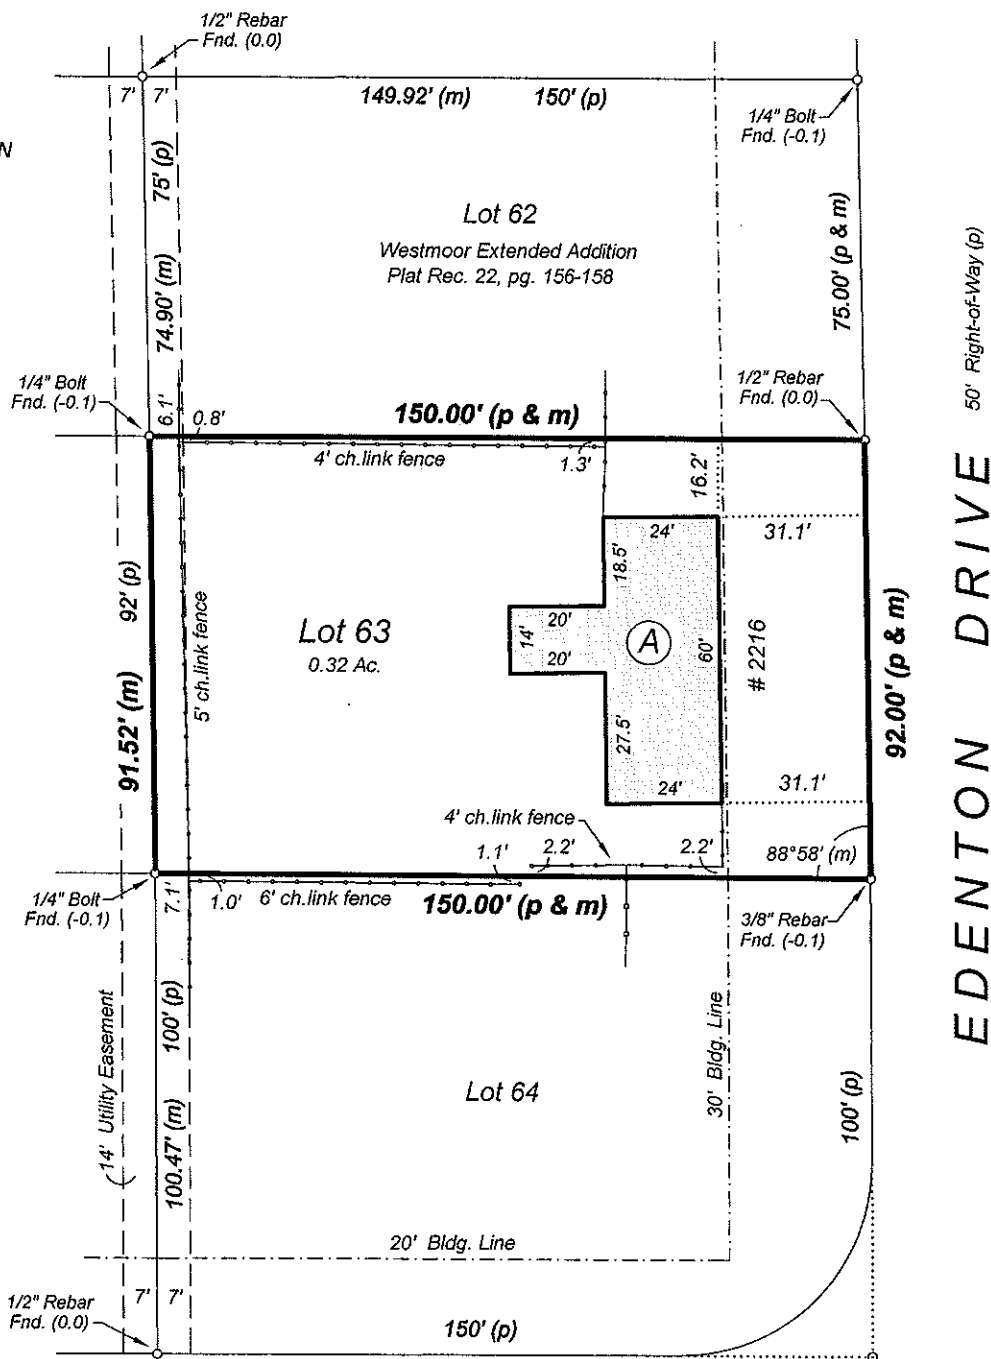 1/2" Rebar
Fnd. (0.0)
7' 7'
149.92' (m) 150' (p)
1/4" Bolt
Fnd. (-0.1)
N
75' (p)
74.90' (m)
Lot 62
Westmoor Extended Addition
Plat Rec. 22, pg. 156-158
75.00' (p & m)
50' Right-of-Way (p)
1/4" Bolt
Fnd. (-0.1)
6.1'
0.8'
150.00' (p & m)
1/2" Rebar
Fnd. (0.0)
4' ch.link fence
1.3'
16.2'
24'
31.1'
18.5'
92' (p)
91.52' (m)
5' ch.link fence
Lot 63
0.32 Ac.
20'
14'
20'
A
60'
# 2216
92.00' (p & m)
EDENTON DRIVE
27.5'
24'
31.1'
4' ch.link fence
1.1'
2.2'
2.2'
88°58' (m)
1/4" Bolt
Fnd. (-0.1)
7.1'
1.0'
6' ch.link fence
150.00' (p & m)
3/8" Rebar
Fnd. (-0.1)
14' Utility Easement
100' (p)
100.47' (m)
Lot 64
30' Bldg. Line
100' (p)
20' Bldg. Line
1/2" Rebar
Fnd. (0.0)
7' 7'
150' (p)